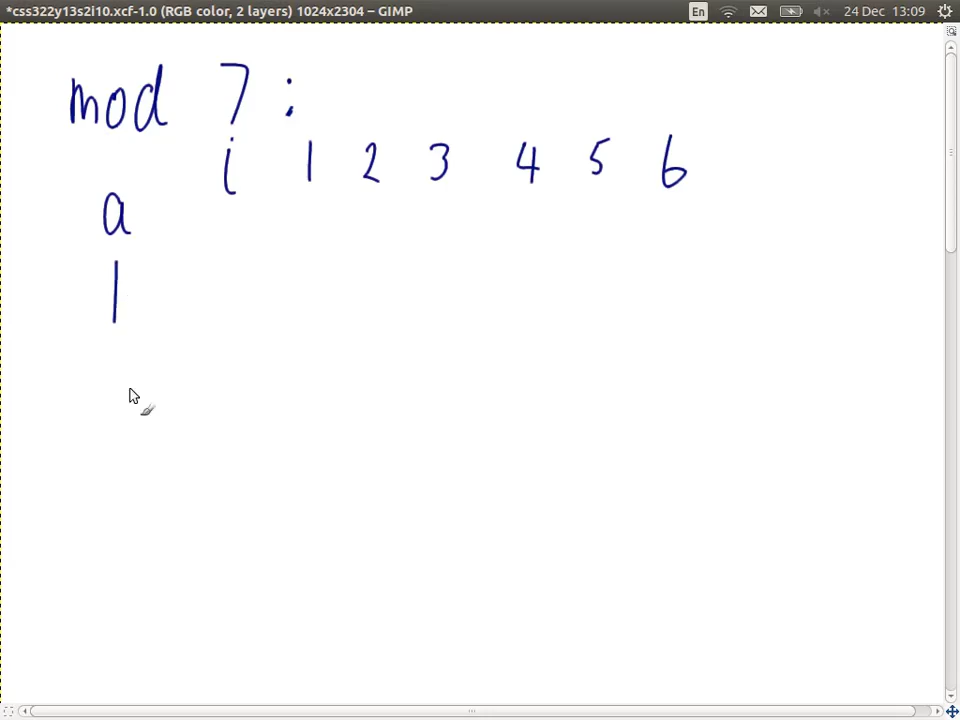 *css322y13s2i10.xcf-1.0 (RGB color, 2 layers) 1024x2304 – GIMP En 24 Dec 13:09
mod 7 :
i 1 2 3 4 5 6
a
1